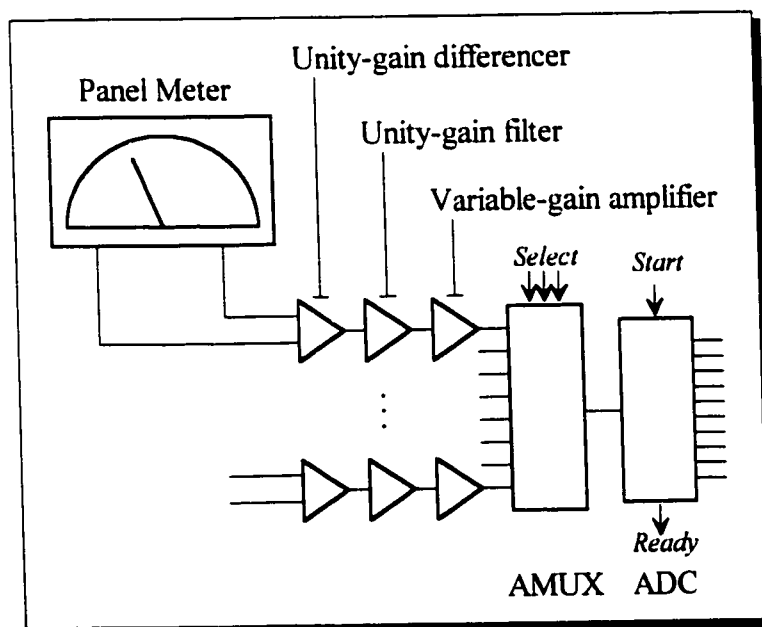 Unity-gain differencer
Panel Meter
Unity-gain filter
Variable-gain amplifier
Select
Start
Ready
AMUX
ADC